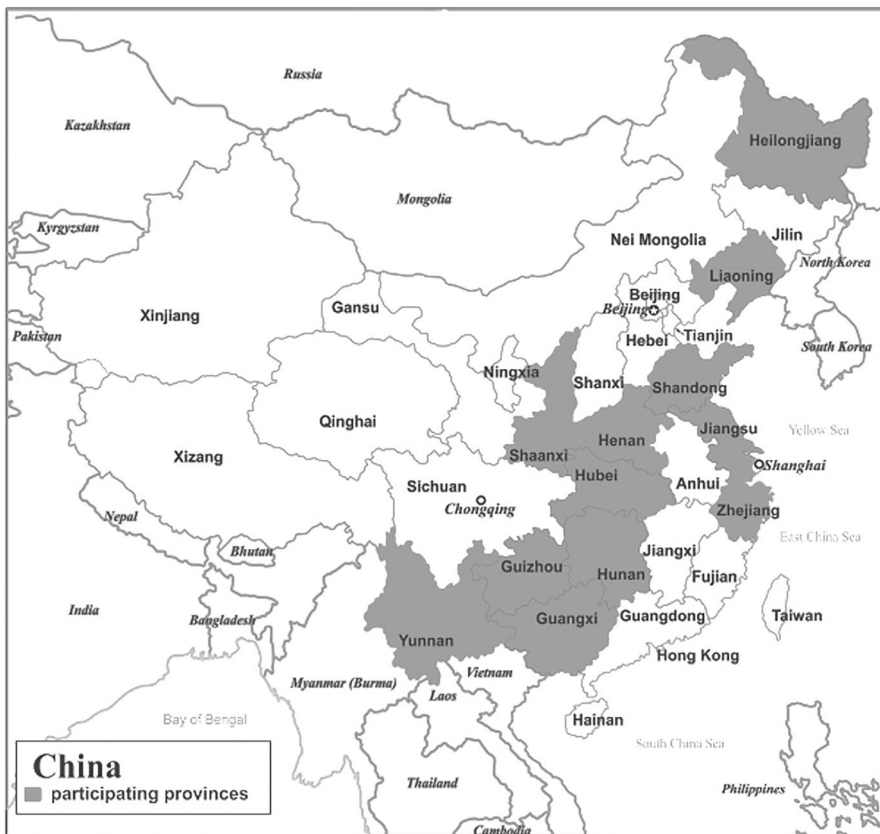 Russia
Kazakhstan
Heilongjiang
Mongolia
Kyrgyzstan
Nei Mongolia
Jilin
North Korea
Liaoning
Beijing
Beijing
Gansu
Xinjiang
Pakistan
Hebei
Tianjin
South Korea
Ningxia
Shanxi
Shandong
Qinghai
Jiangsu
Yellow Sea
Henan
Shaanxi
Xizang
Shanghai
Hubei
Anhui
Sichuan
Chongqing
Zhejiang
Nepal
East China Sea
Bhutan
Jiangxi
Guizhou
Hunan
Fujian
India
Bangladesh
Guangxi
Guangdong
Taiwan
Yunnan
Hong Kong
Vietnam
Myanmar (Burma)
Laos
Bay of Bengal
Hainan
South China Sea
China
participating provinces
Thailand
Philippines
Cambodia